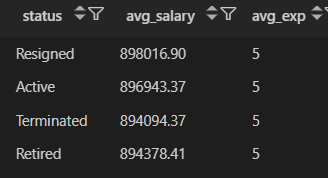 status avg_salary avg_exp
Resigned 898016.90 5
Active 896943.37 5
Terminated 894094.37 5
Retired 894378.41 5